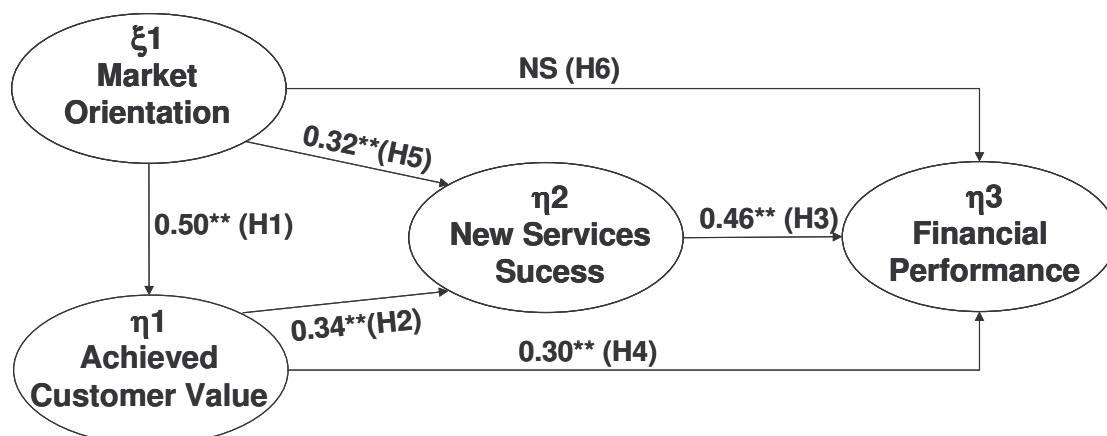 ξ1
Market
Orientation
NS (H6)
0.32**(H5)
0.50** (H1)
η2
New Services
Sucess
0.46** (H3)
η3
Financial
Performance
η1
Achieved
Customer Value
0.34**(H2)
0.30** (H4)